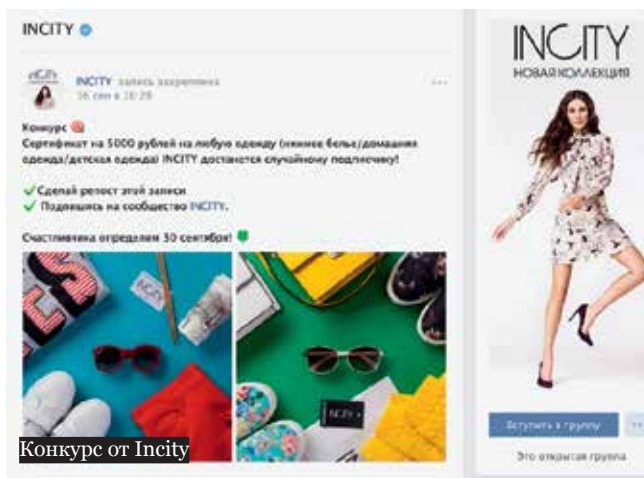 INCITY
INCITY запись закреплена
16 сен в 10:29
Конкурс
Сертификат на 5000 рублей на любую одежду (нижнее белье/домашняя
одежда/детская одежда) INCITY достанется случайному подписчику!
Сделай репост этой записи
Подпишись на сообщество INCITY.
Счастливчика определим 30 сентября!
INCITY
INCITY
Конкурс от Incity
INCITY
НОВАЯ КОЛЛЕКЦИЯ
Вступить в группу
Это открытая группа